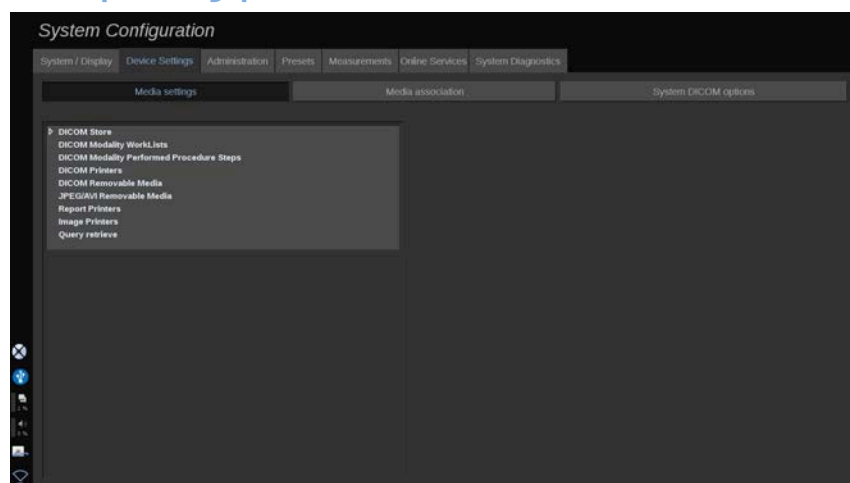 System Configuration
System / Display Device Settings Administration Presets Measurements Online Services System Diagnostics
Media settings Media association System DICOM options
DICOM Store
DICOM Modality WorkLists
DICOM Modality Performed Procedure Steps
DICOM Printers
DICOM Removable Media
JPEG/AVI Removable Media
Report Printers
Image Printers
Query retrieve